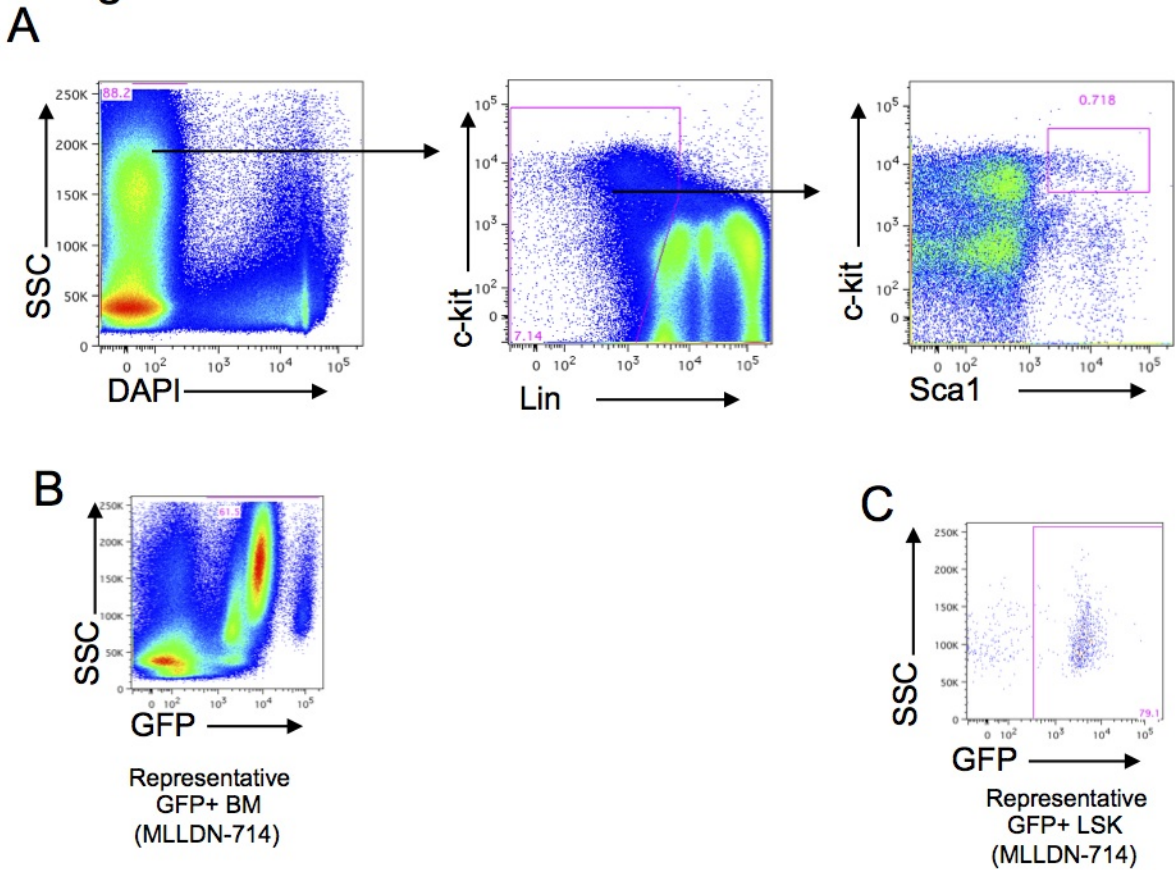 A
88.2
250K
200K
150K
100K
50K
0
SSC
0 10² 10³ 10⁴ 10⁵
DAPI
10⁵
10⁴
10³
10²
0
c-kit
7.14
0 10² 10³ 10⁴ 10⁵
Lin
0.718
10⁵
10⁴
10³
10²
0
c-kit
0 10² 10³ 10⁴ 10⁵
Sca1
B
61.5
250K
200K
150K
100K
50K
0
SSC
0 10² 10³ 10⁴ 10⁵
GFP
Representative
GFP+ BM
(MLLDN-714)
C
250K
200K
150K
100K
50K
0
SSC
79.1
0 10² 10³ 10⁴ 10⁵
GFP
Representative
GFP+ LSK
(MLLDN-714)